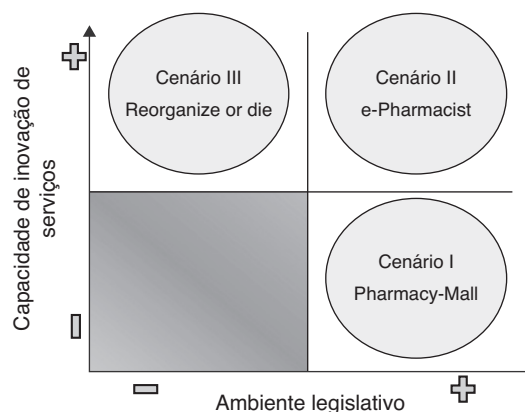 Capacidade de inovação de
serviços
Cenário III
Reorganize or die
Cenário II
e-Pharmacist
Cenário I
Pharmacy-Mall
Ambiente legislativo